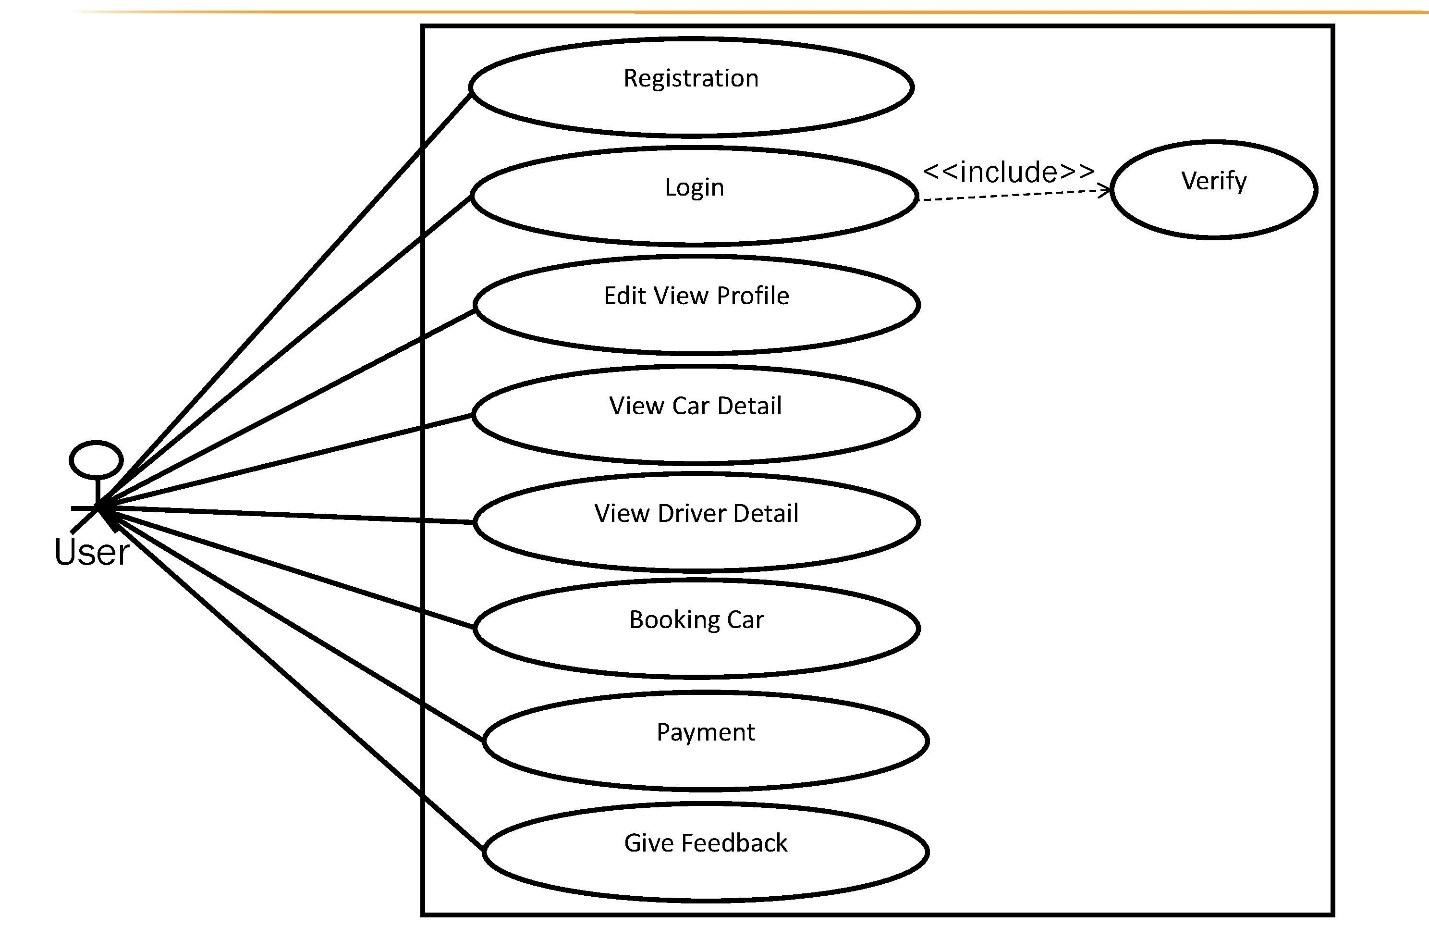 Registration
Login
<<include>>
Verify
Edit View Profile
View Car Detail
View Driver Detail
User
Booking Car
Payment
Give Feedback